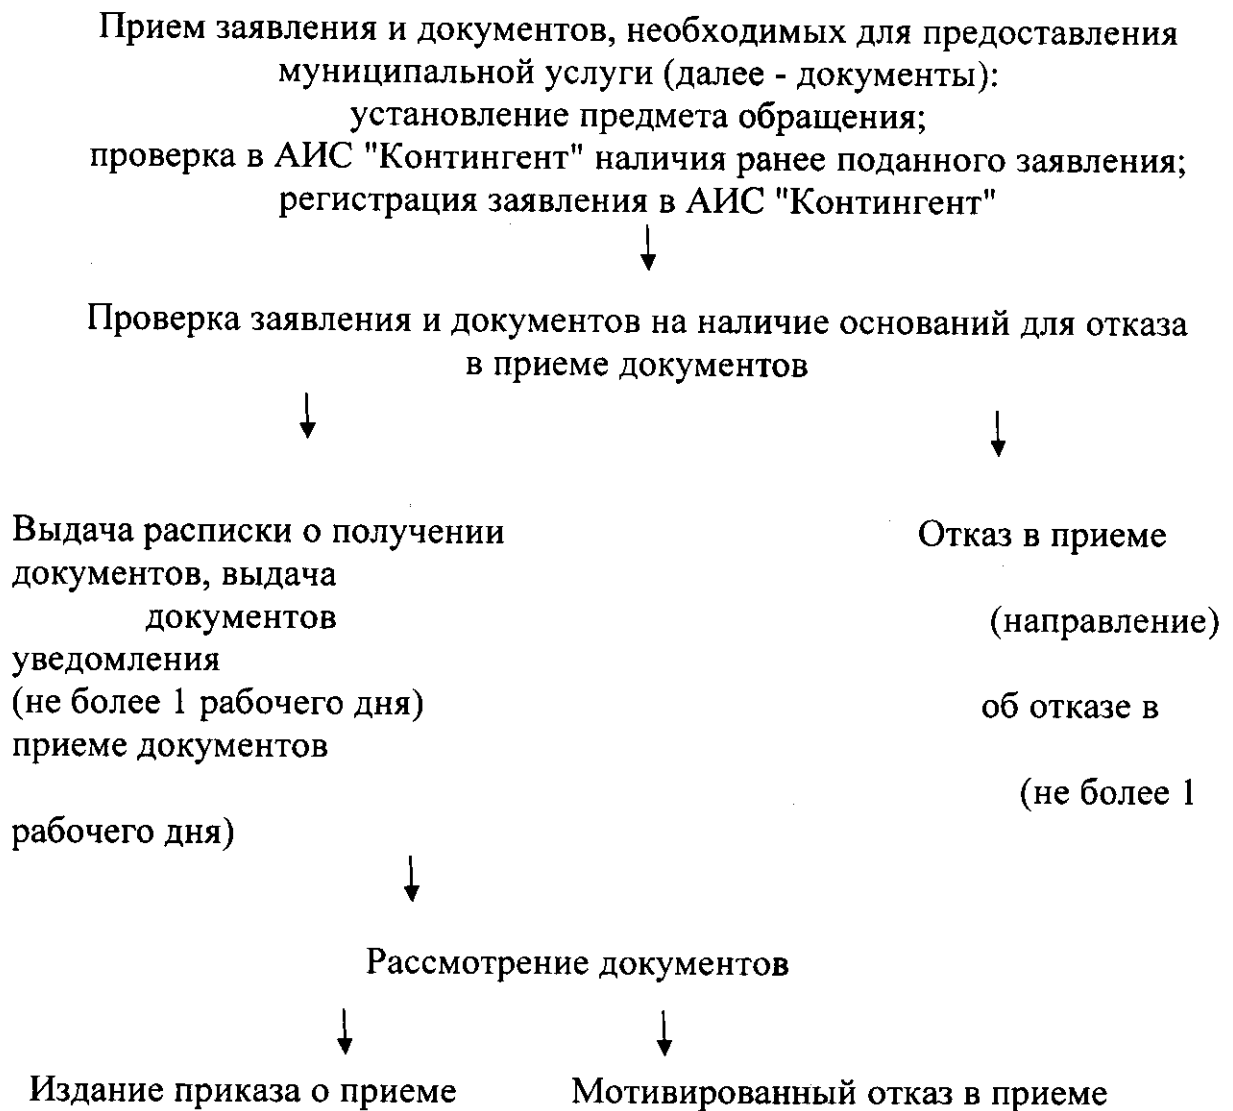 Прием заявления и документов, необходимых для предоставления
муниципальной услуги (далее - документы):
установление предмета обращения;
проверка в АИС "Контингент" наличия ранее поданного заявления;
регистрация заявления в АИС "Контингент"
Проверка заявления и документов на наличие оснований для отказа
в приеме документов
Выдача расписки о получении Отказ в приеме
документов, выдача
документов (направление)
уведомления
(не более 1 рабочего дня) об отказе в
приеме документов
(не более 1
рабочего дня)
Рассмотрение документов
Издание приказа о приеме Мотивированный отказ в приеме